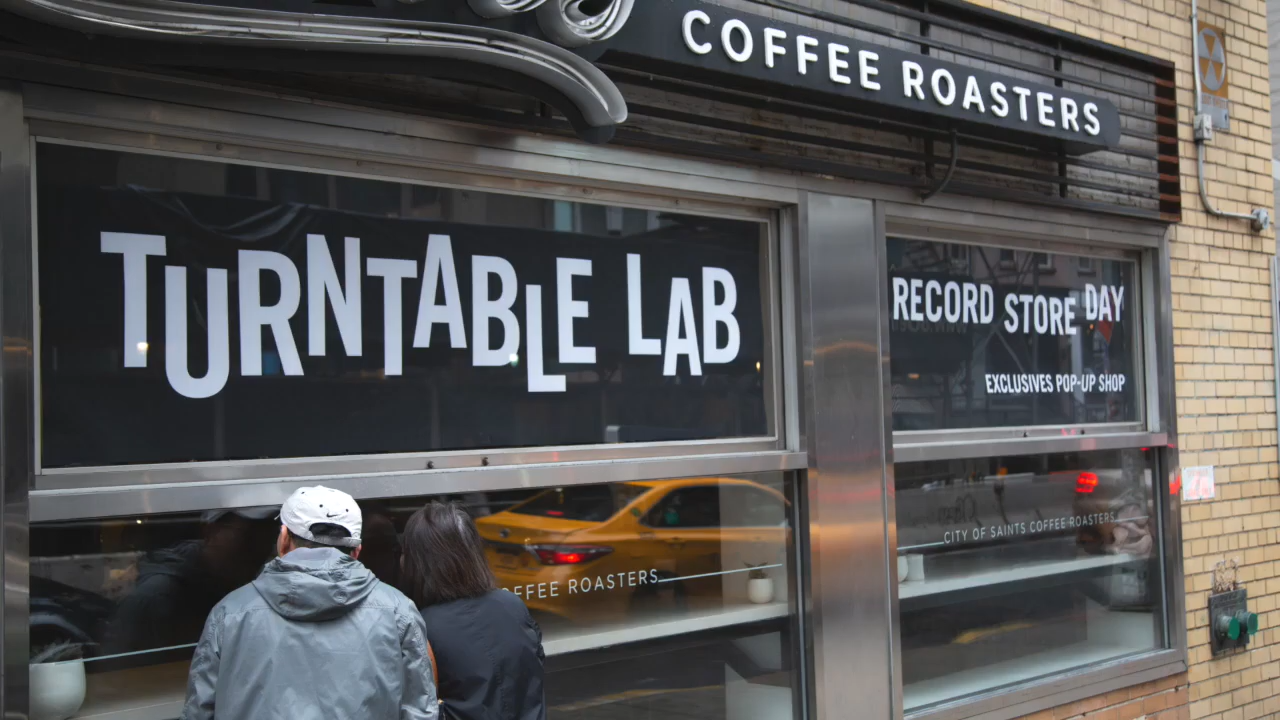 COFFEE ROASTERS
TURNTABLE LAB
RECORD STORE DAY
EXCLUSIVES POP-UP SHOP
COFFEE ROASTERS
CITY OF SAINTS COFFEE ROASTERS